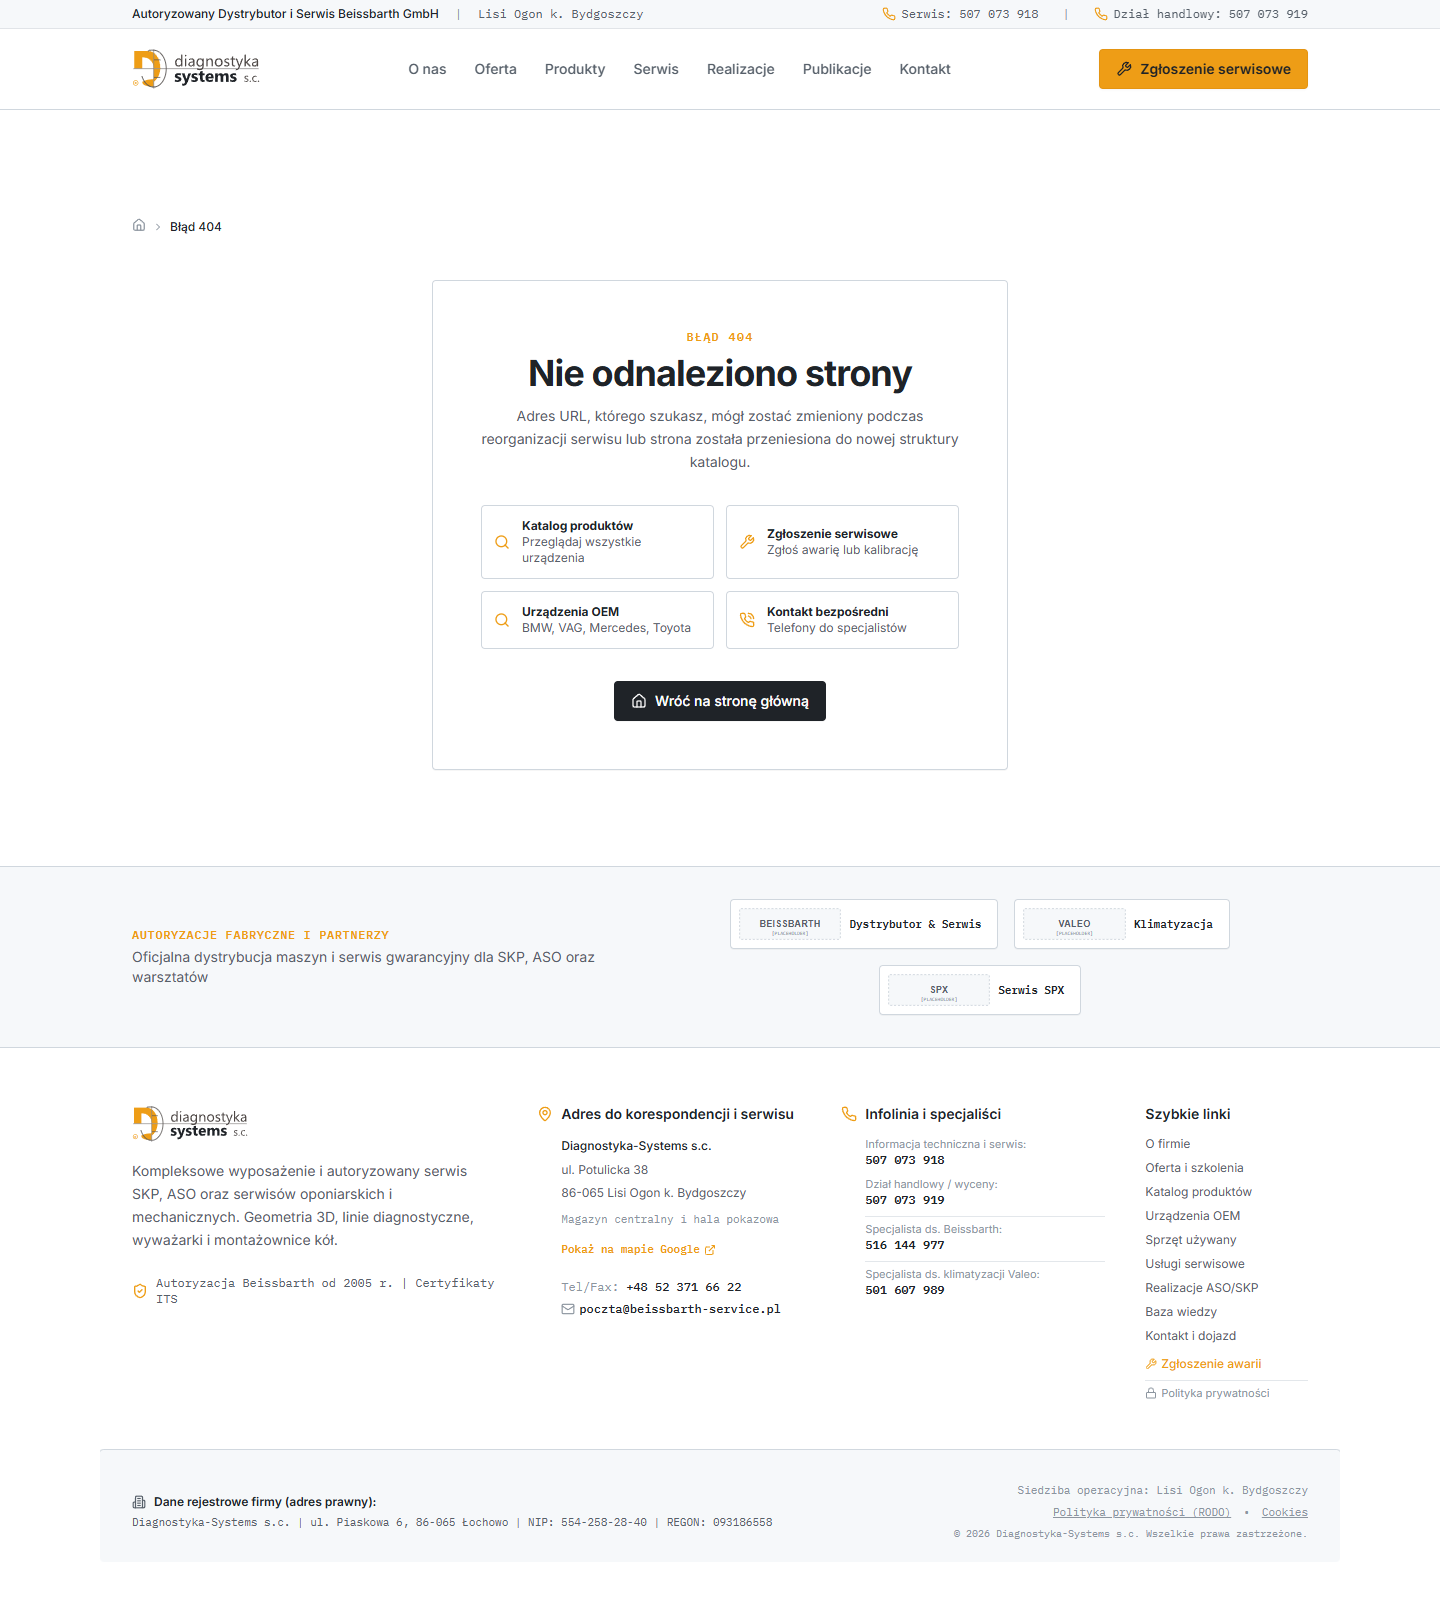 Autoryzowany Dystrybutor i Serwis Beissbarth GmbH | Lisi Ogon k. Bydgoszczy
Serwis: 507 073 918 | Dział handlowy: 507 073 919
diagnostyka
systems s.c.
O nas
Oferta
Produkty
Serwis
Realizacje
Publikacje
Kontakt
Zgłoszenie serwisowe
Błąd 404
BŁĄD 404
Nie odnaleziono strony
Adres URL, którego szukasz, mógł zostać zmieniony podczas
reorganizacji serwisu lub strona została przeniesiona do nowej struktury
katalogu.
Katalog produktów
Przeglądaj wszystkie
urządzenia
Zgłoszenie serwisowe
Zgłoś awarię lub kalibrację
Urządzenia OEM
BMW, VAG, Mercedes, Toyota
Kontakt bezpośredni
Telefony do specjalistów
Wróć na stronę główną
AUTORYZACJE FABRYCZNE I PARTNERZY
Oficjalna dystrybucja maszyn i serwis gwarancyjny dla SKP, ASO oraz
warsztatów
BEISSBARTH
[PLACEHOLDER]
Dystrybutor & Serwis
VALEO
[PLACEHOLDER]
Klimatyzacja
SPX
[PLACEHOLDER]
Serwis SPX
diagnostyka
systems s.c.
Kompleksowe wyposażenie i autoryzowany serwis
SKP, ASO oraz serwisów oponiarskich i
mechanicznych. Geometria 3D, linie diagnostyczne,
wyważarki i montażownice kół.
Autoryzacja Beissbarth od 2005 r. | Certyfikaty
ITS
Adres do korespondencji i serwisu
Diagnostyka-Systems s.c.
ul. Potulicka 38
86-065 Lisi Ogon k. Bydgoszczy
Magazyn centralny i hala pokazowa
Pokaż na mapie Google
Tel/Fax: +48 52 371 66 22
poczta@beissbarth-service.pl
Infolinia i specjaliści
Informacja techniczna i serwis:
507 073 918
Dział handlowy / wyceny:
507 073 919
Specjalista ds. Beissbarth:
516 144 977
Specjalista ds. klimatyzacji Valeo:
501 607 989
Szybkie linki
O firmie
Oferta i szkolenia
Katalog produktów
Urządzenia OEM
Sprzęt używany
Usługi serwisowe
Realizacje ASO/SKP
Baza wiedzy
Kontakt i dojazd
Zgłoszenie awarii
Polityka prywatności
Dane rejestrowe firmy (adres prawny):
Diagnostyka-Systems s.c. | ul. Piaskowa 6, 86-065 Łochowo | NIP: 554-258-28-40 | REGON: 093186558
Siedziba operacyjna: Lisi Ogon k. Bydgoszczy
Polityka prywatności (RODO) • Cookies
© 2026 Diagnostyka-Systems s.c. Wszelkie prawa zastrzeżone.